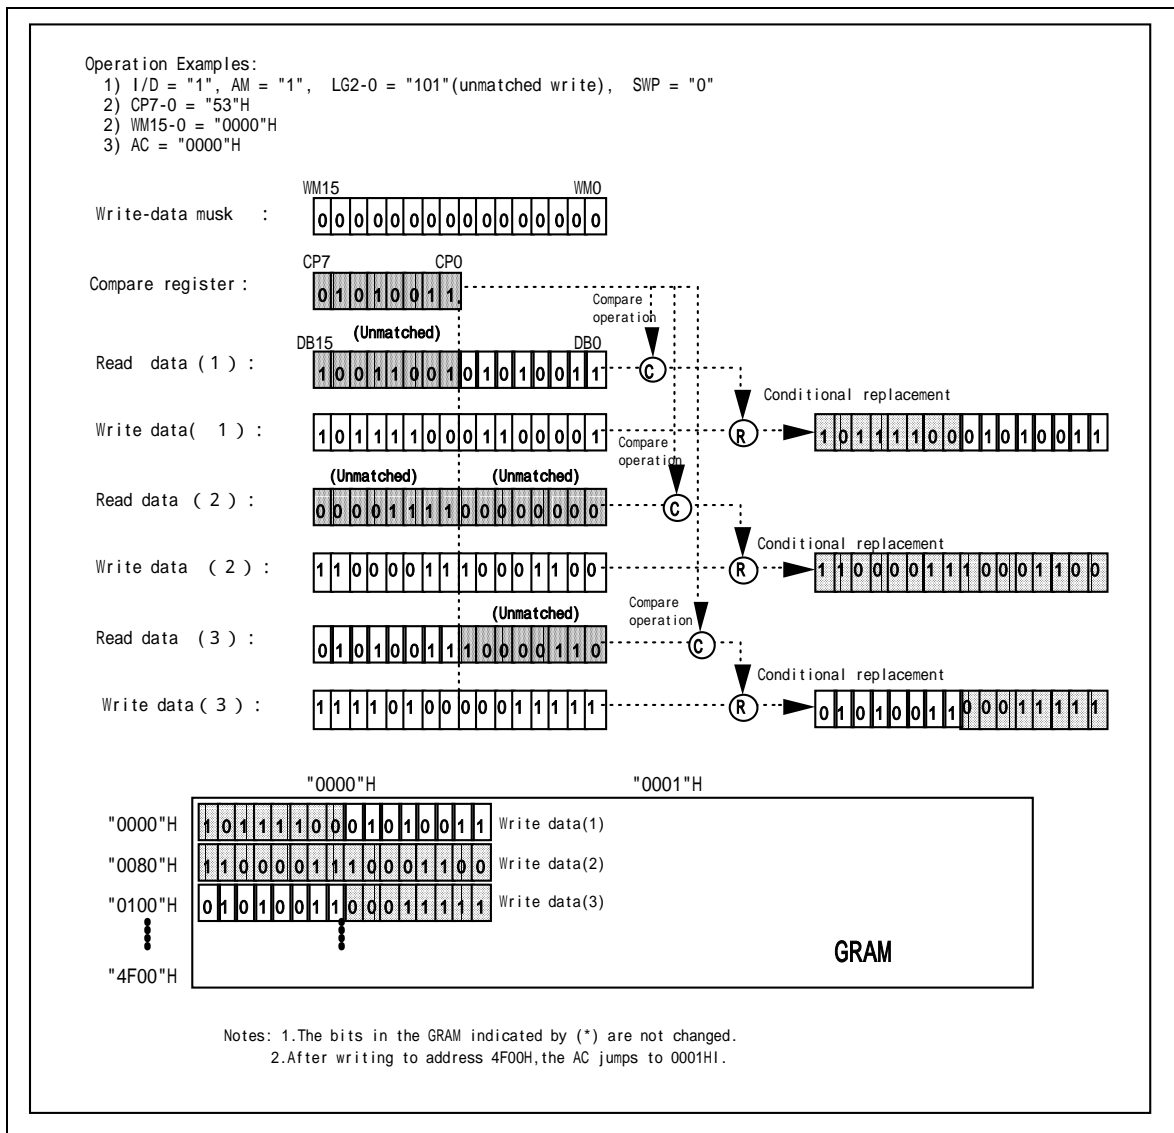 Operation Examples:
1) I/D = "1", AM = "1", LG2-0 = "101"(unmatched write), SWP = "0"
2) CP7-0 = "53"H
2) WM15-0 = "0000"H
3) AC = "0000"H
WM15 WM0
Write-data musk : 0 0 0 0 0 0 0 0 0 0 0 0 0 0 0 0
CP7 CP0
Compare register : 0 1 0 1 0 0 1 1
Compare
operation
(Unmatched)
DB15 DB0
Read data (1) : 1 0 0 1 1 0 0 1 0 1 0 1 0 0 1 1 C
Conditional replacement
Write data( 1) : 1 0 1 1 1 1 0 0 0 1 1 0 0 0 0 1 R 1 0 1 1 1 1 0 0 0 1 0 1 0 0 1 1
Compare
operation
(Unmatched) (Unmatched)
Read data (2) : 0 0 0 0 1 1 1 1 0 0 0 0 0 0 0 0 C
Conditional replacement
Write data (2) : 1 1 0 0 0 0 1 1 1 0 0 0 1 1 0 0 R 1 1 0 0 0 0 1 1 1 0 0 0 1 1 0 0
Compare
operation
(Unmatched)
Read data (3) : 0 1 0 1 0 0 1 1 1 0 0 0 0 1 1 0 C
Conditional replacement
Write data(3) : 1 1 1 1 0 1 0 0 0 0 0 1 1 1 1 1 R 0 1 0 1 0 0 1 1 0 0 0 1 1 1 1 1
"0000"H "0001"H
"0000"H 1 0 1 1 1 1 0 0 0 1 0 1 0 0 1 1 Write data(1)
"0080"H 1 1 0 0 0 0 1 1 1 0 0 0 1 1 0 0 Write data(2)
"0100"H 0 1 0 1 0 0 1 1 0 0 0 1 1 1 1 1 Write data(3)
GRAM
"4F00"H
Notes: 1.The bits in the GRAM indicated by (*) are not changed.
2.After writing to address 4F00H,the AC jumps to 0001HI.